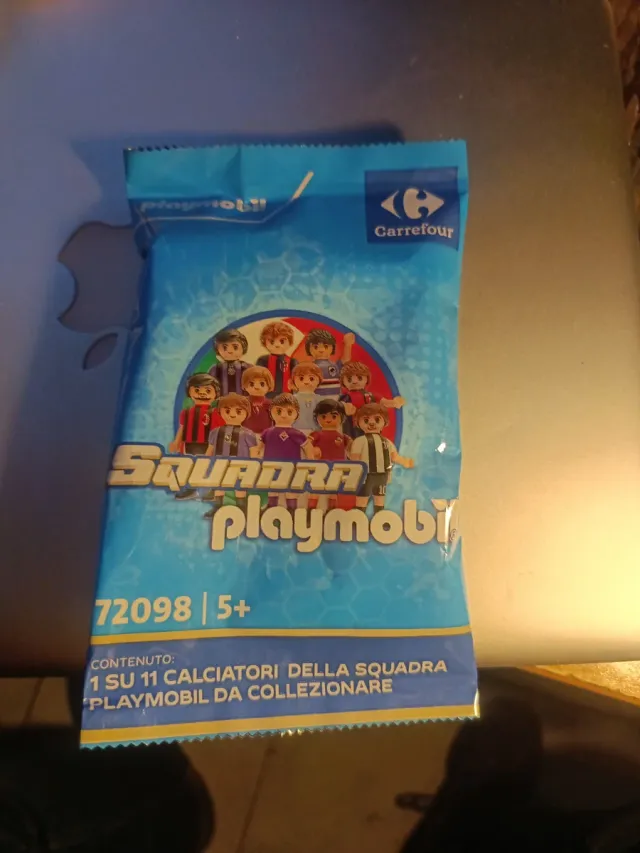 playmobil
Carrefour
SQUADRA
playmobil
72098 | 5+
CONTENUTO:
1 SU 11 CALCIATORI DELLA SQUADRA
PLAYMOBIL DA COLLEZIONARE